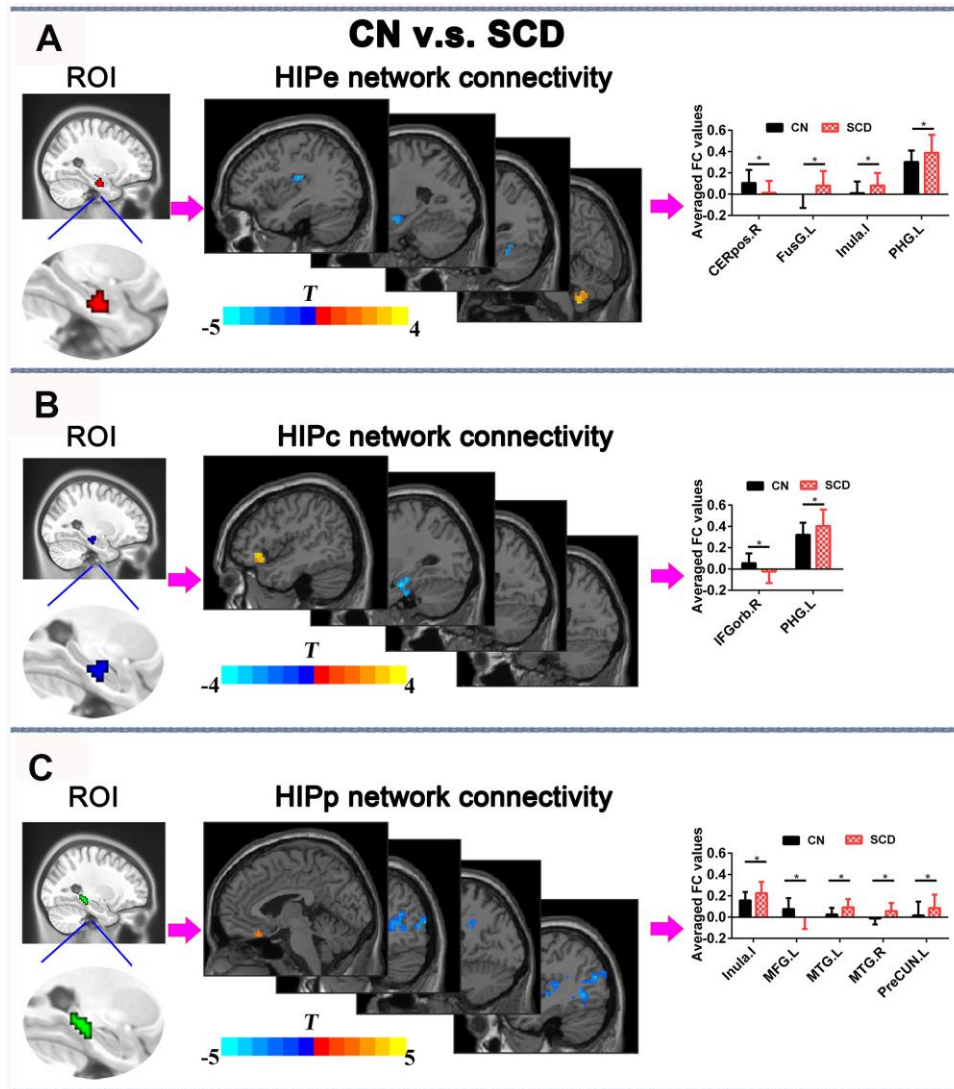 A
CN v.s. SCD
ROI
HIPe network connectivity
T
-5
4
Averaged FC values
CN
SCD
0.6
0.4
0.2
0.0
-0.2
*
*
*
*
CERpos.R
FusG.L
Inula.l
PHG.L
B
ROI
HIPc network connectivity
T
-4
4
Averaged FC values
CN
SCD
0.6
0.4
0.2
0.0
-0.2
*
*
IFGorb.R
PHG.L
C
ROI
HIPp network connectivity
T
-5
5
Averaged FC values
CN
SCD
0.6
0.4
0.2
0.0
-0.2
*
*
*
*
*
Inula.l
MFG.L
MTG.L
MTG.R
PreCUN.L